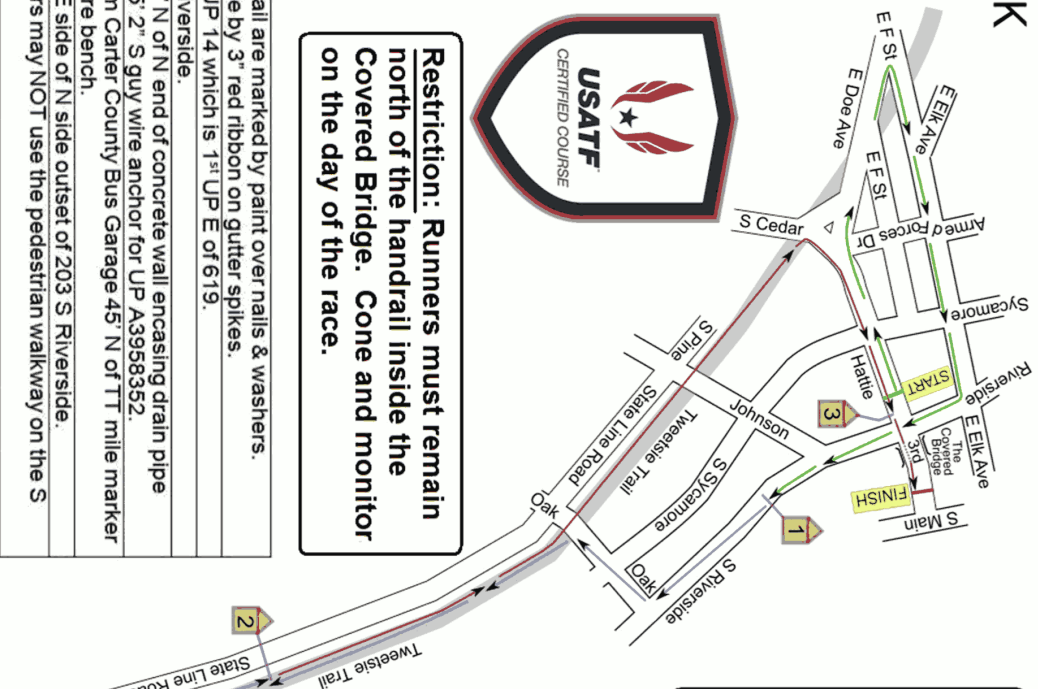 K
E F St
E Elk Ave
E Doe Ave
E F St
Armed Forces Dr
S Cedar
Sycamore
Riverside
E Elk Ave
START
Hattie
3
The
Covered
Bridge
3rd
FINISH
S Main
S Pine
Johnson
State Line Road
Tweetsie Trail
S Sycamore
Oak
Oak
1
S Riverside
2
State Line Roa
Tweetsie Trail
USATF
CERTIFIED COURSE
Restriction: Runners must remain
north of the handrail inside the
Covered Bridge. Cone and monitor
on the day of the race.
ail are marked by paint over nails & washers.
e by 3" red ribbon on gutter spikes.
UP 14 which is 1st UP E of 619.
verside.
' N of N end of concrete wall encasing drain pipe
' 2" S guy wire anchor for UP A3958352.
n Carter County Bus Garage 45' N of TT mile marker
re bench.
E side of N side outset of 203 S Riverside.
rs may NOT use the pedestrian walkway on the S